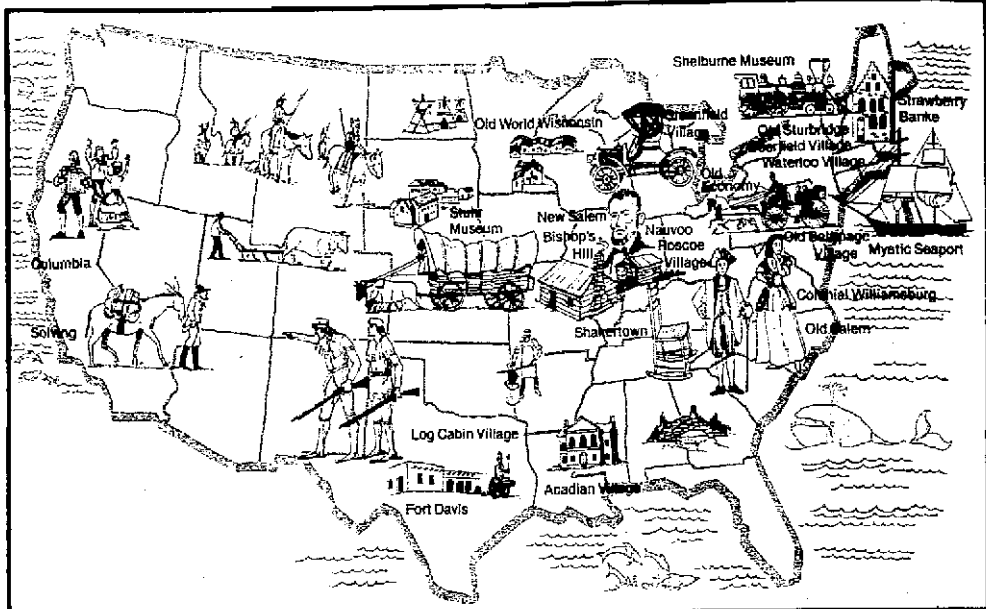 Shelburne Museum
Strawberry
Banke
Greenfield
Village
Old World Wisconsin
Old Sturbridge
Deerfield Village
Waterloo Village
Old
Economy
Stuhr
Museum
New Salem
Bishop's
Hill
Nauvoo
Roscoe
Village
Old Bethpage
Village
Mystic Seaport
Columbia
Colonial Williamsburg
Solving
Shakertown
Old Salem
Log Cabin Village
Acadian Village
Fort Davis